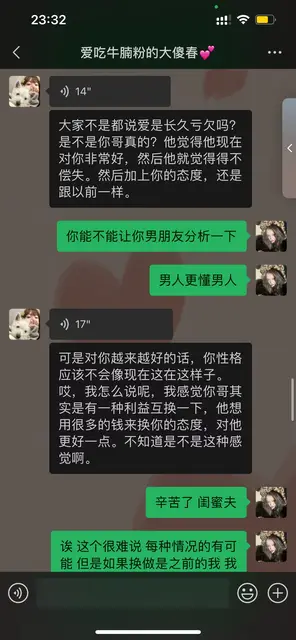 23:32
爱吃牛腩粉的大傻春💕
14"
大家不是都说爱是长久亏欠吗?
是不是你哥真的? 他觉得他现在
对你非常好，然后他就觉得得不
偿失。然后加上你的态度，还是
跟以前一样。
你能不能让你男朋友分析一下
男人更懂男人
17"
可是对你越来越好的话，你性格
应该不会像现在这在这样子。
哎，我怎么说呢，我感觉你哥其
实是有一种利益互换一下，他想
用很多的钱来换你的态度，对他
更好一点。不知道是不是这种感
觉啊。
辛苦了 闺蜜夫
诶 这个很难说 每种情况的有可
能 但是如果换做是之前的我 我